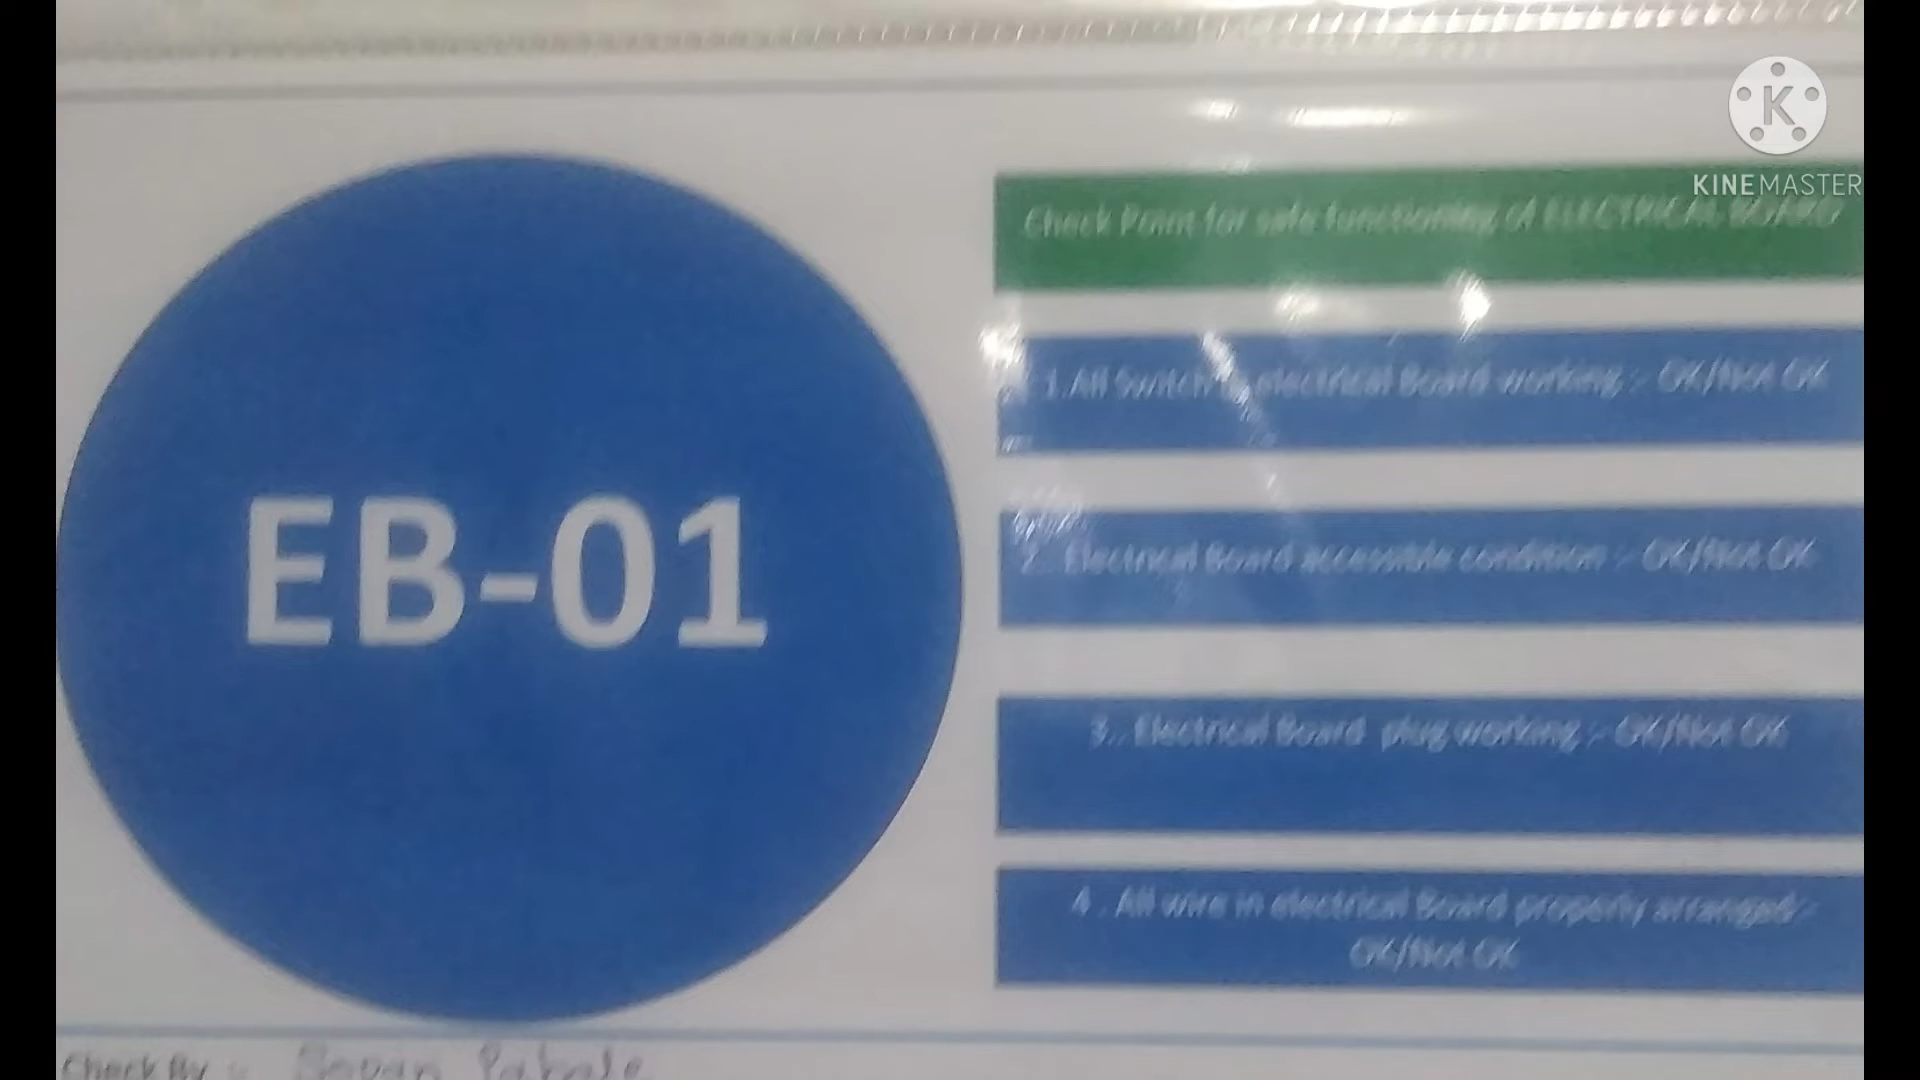 KINEMASTER
EB-01
Check Point for safe functioning of ELECTRICAL BOARD
1.All Switch electrical Board working :- OK/Not OK
2.. Electrical Board accessible condition :- OK/Not OK
3.. Electrical Board plug working :- OK/Not OK
4 . All wire in electrical Board properly arranged:-
OK/Not OK
Check By :